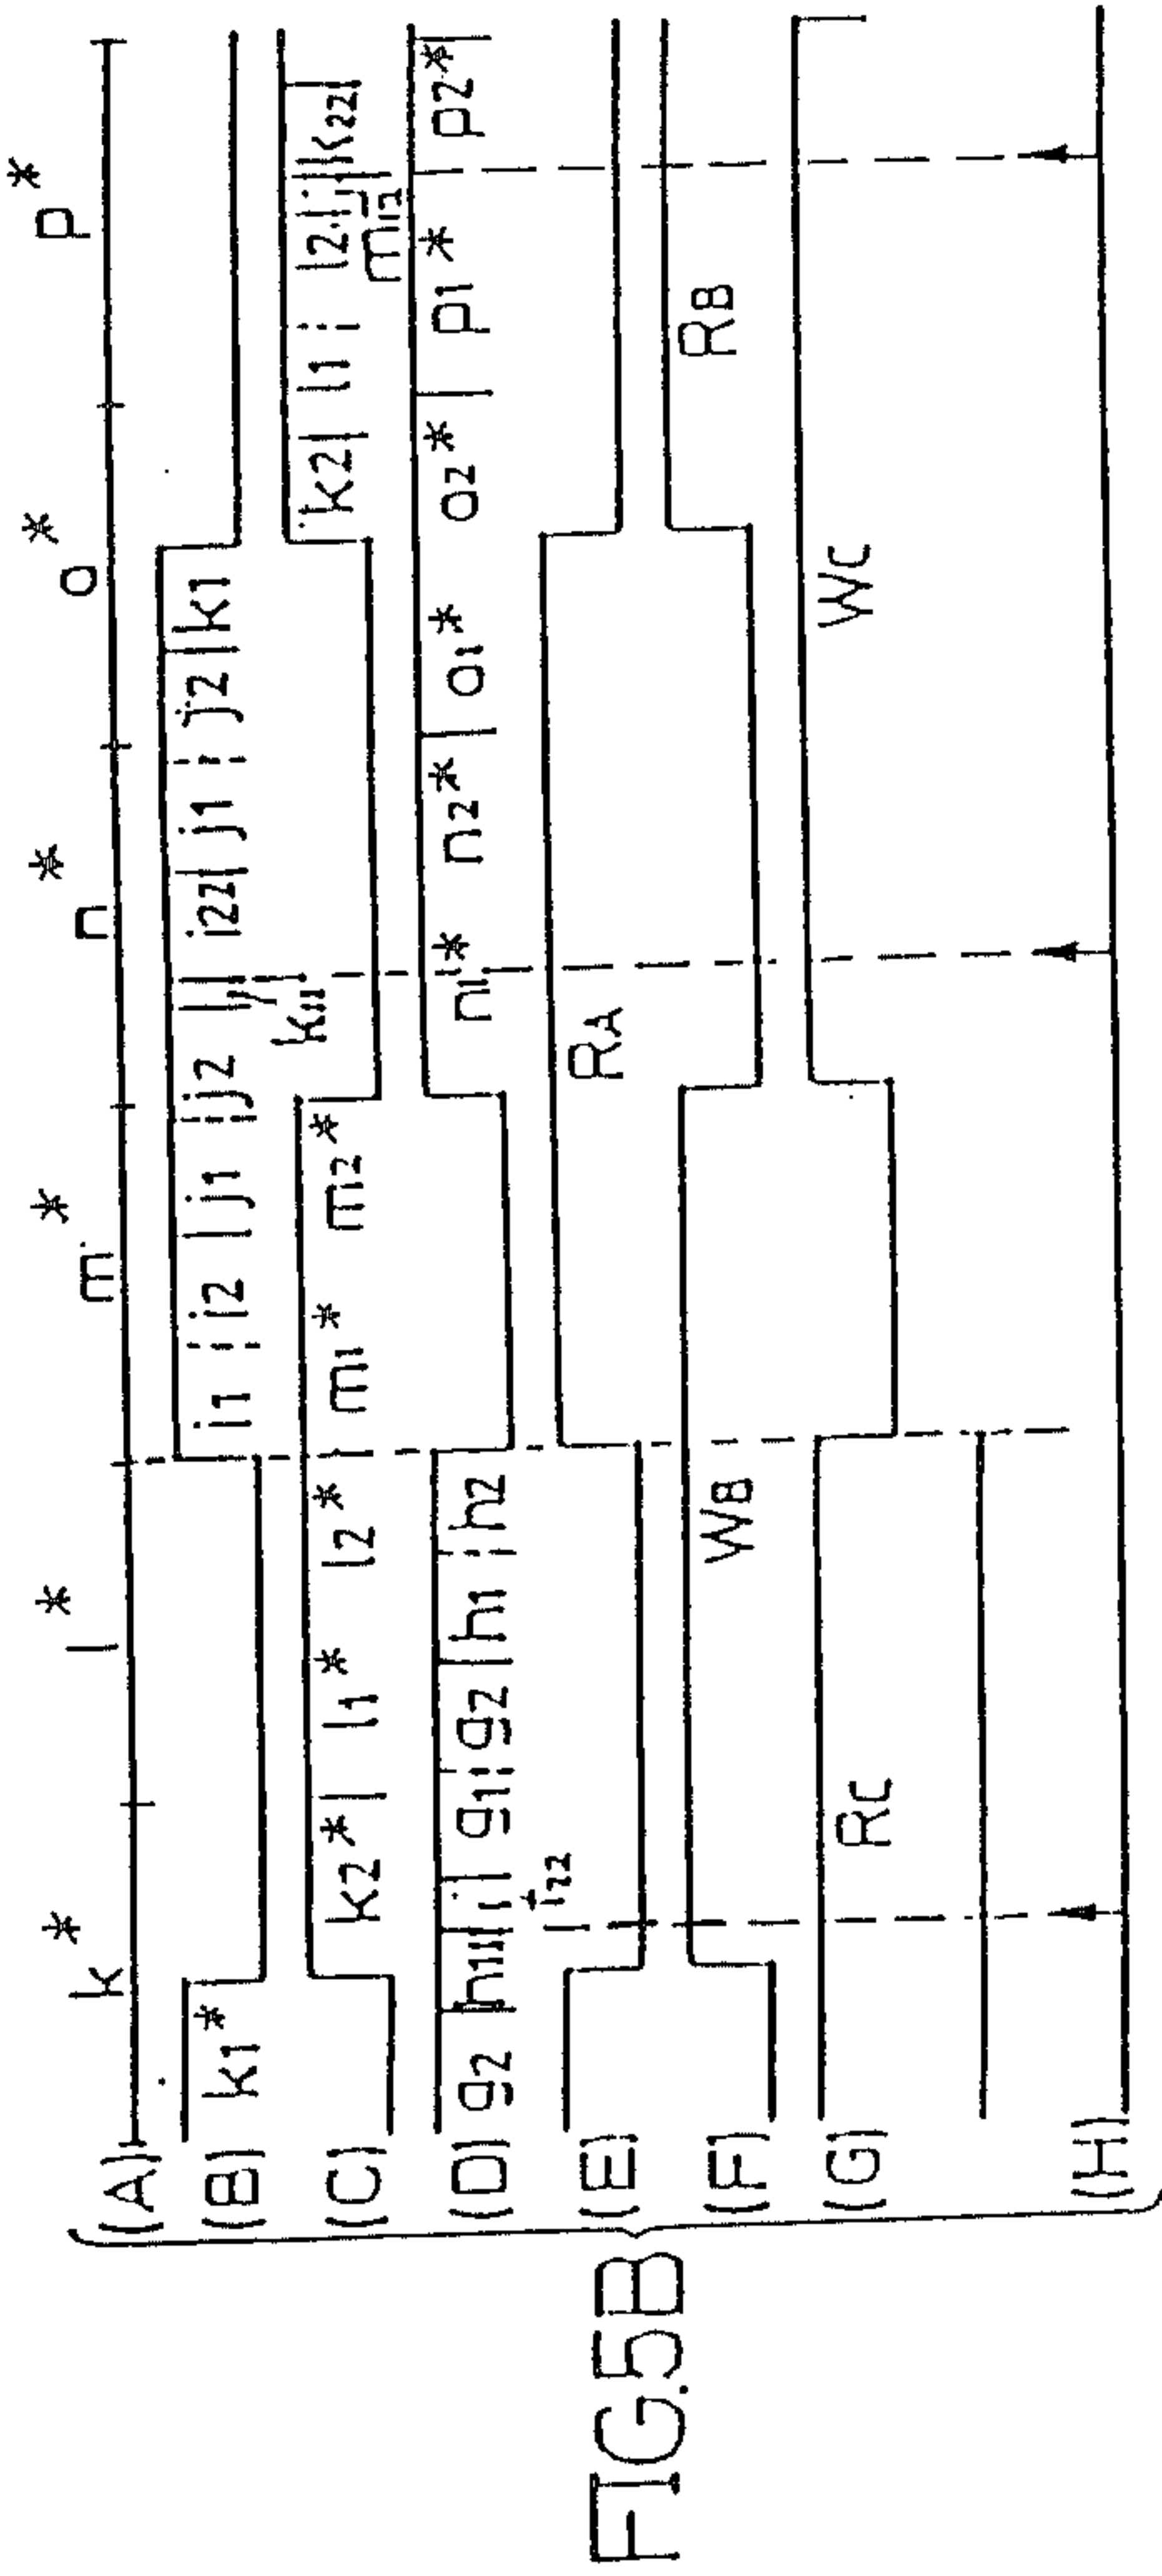 (A) k* l* m* n* o* p*
(B) k1* i1 i2 j1 j2 i22 j1 j2 k1
k11
(C) k2* l1* l2* m1* m2* k2 l1 l2 k22
m12
(D) g2 h11 i g1 g2 h1 h2 n1* n2* o1* o2* p1* p2*
i22
(E) RA
(F) WB RB
(G) RC WC
(H)
FIG.5B